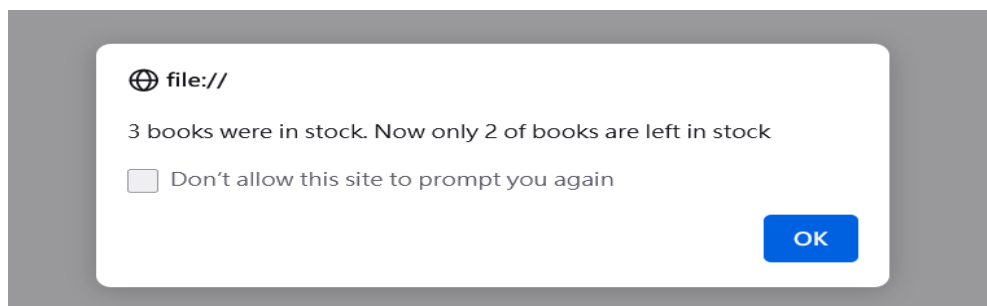 file://
3 books were in stock. Now only 2 of books are left in stock
Don’t allow this site to prompt you again
OK